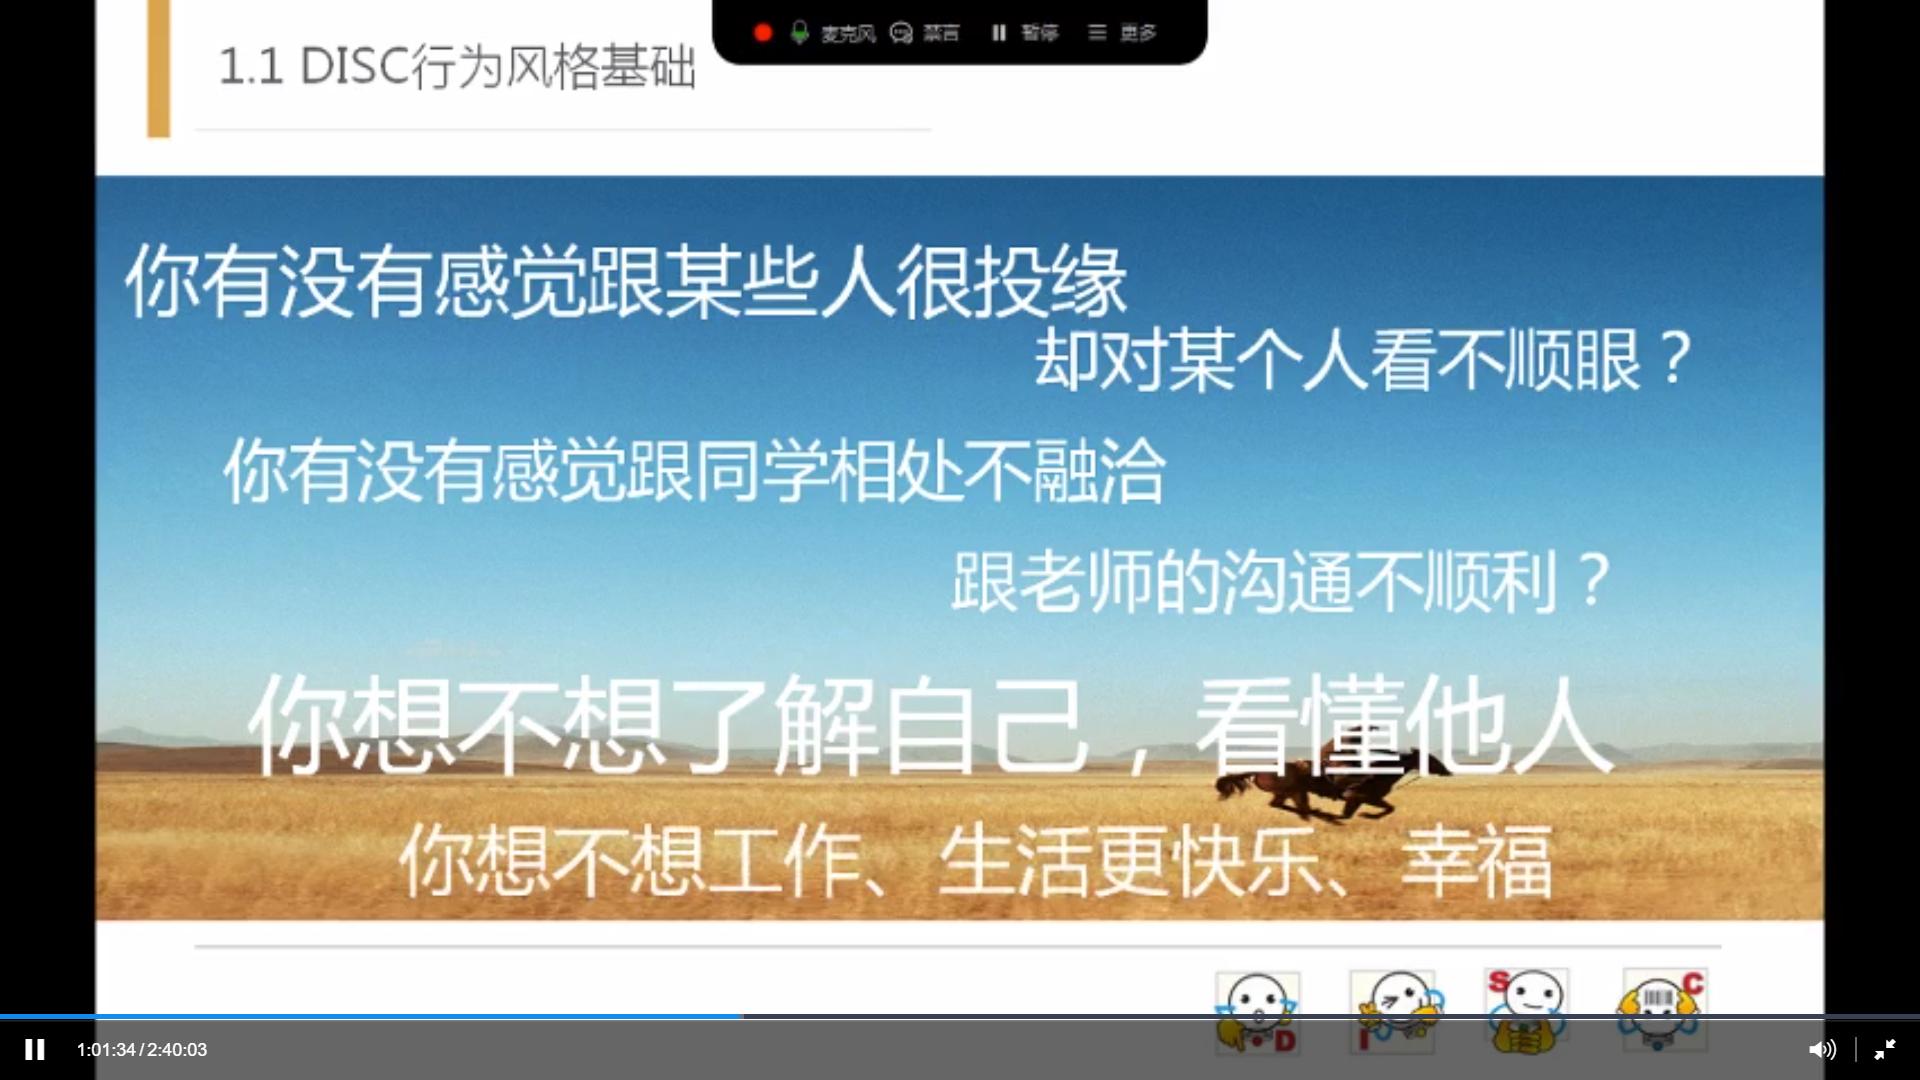 麦克风 禁言 暂停 更多
1.1 DISC行为风格基础
你有没有感觉跟某些人很投缘
却对某个人看不顺眼？
你有没有感觉跟同学相处不融洽
跟老师的沟通不顺利？
你想不想了解自己，看懂他人
你想不想工作、生活更快乐、幸福
D I S C
1:01:34/2:40:03